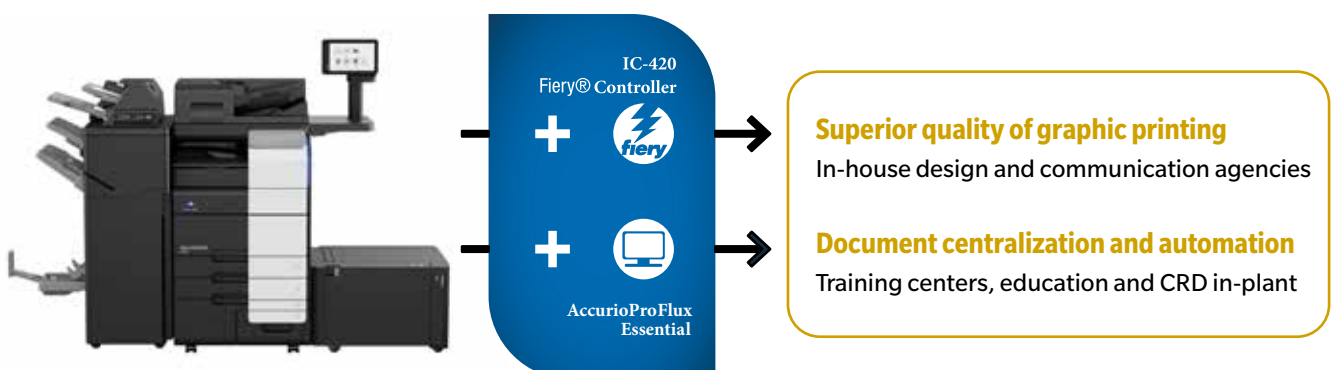 IC-420
Fiery® Controller
fiery
AccurioProFlux
Essential
Superior quality of graphic printing
In-house design and communication agencies
Document centralization and automation
Training centers, education and CRD in-plant